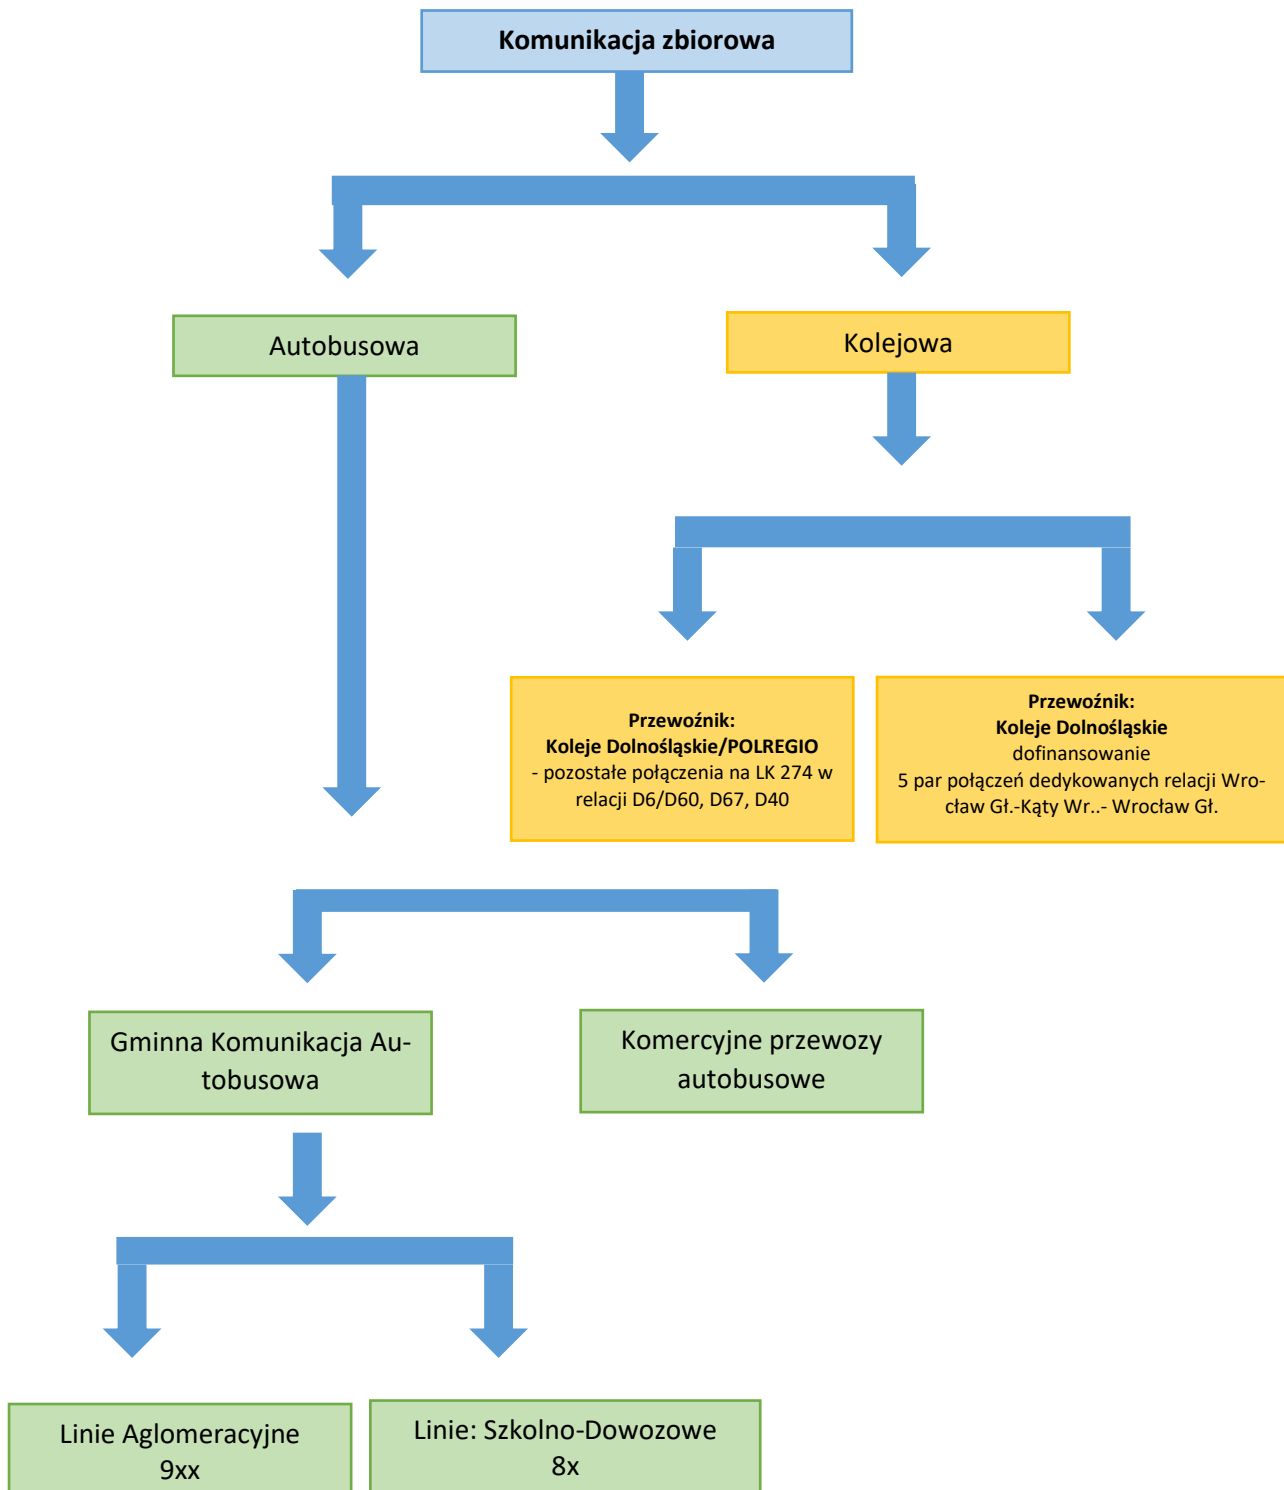 Komunikacja zbiorowa
Autobusowa
Kolejowa
Przewoźnik:
Koleje Dolnośląskie/POLREGIO
- pozostałe połączenia na LK 274 w
relacji D6/D60, D67, D40
Przewoźnik:
Koleje Dolnośląskie
dofinansowanie
5 par połączeń dedykowanych relacji Wro-
cław Gł.-Kąty Wr..- Wrocław Gł.
Gminna Komunikacja Au-
tobusowa
Komercyjne przewozy
autobusowe
Linie Aglomeracyjne
9xx
Linie: Szkolno-Dowozowe
8x